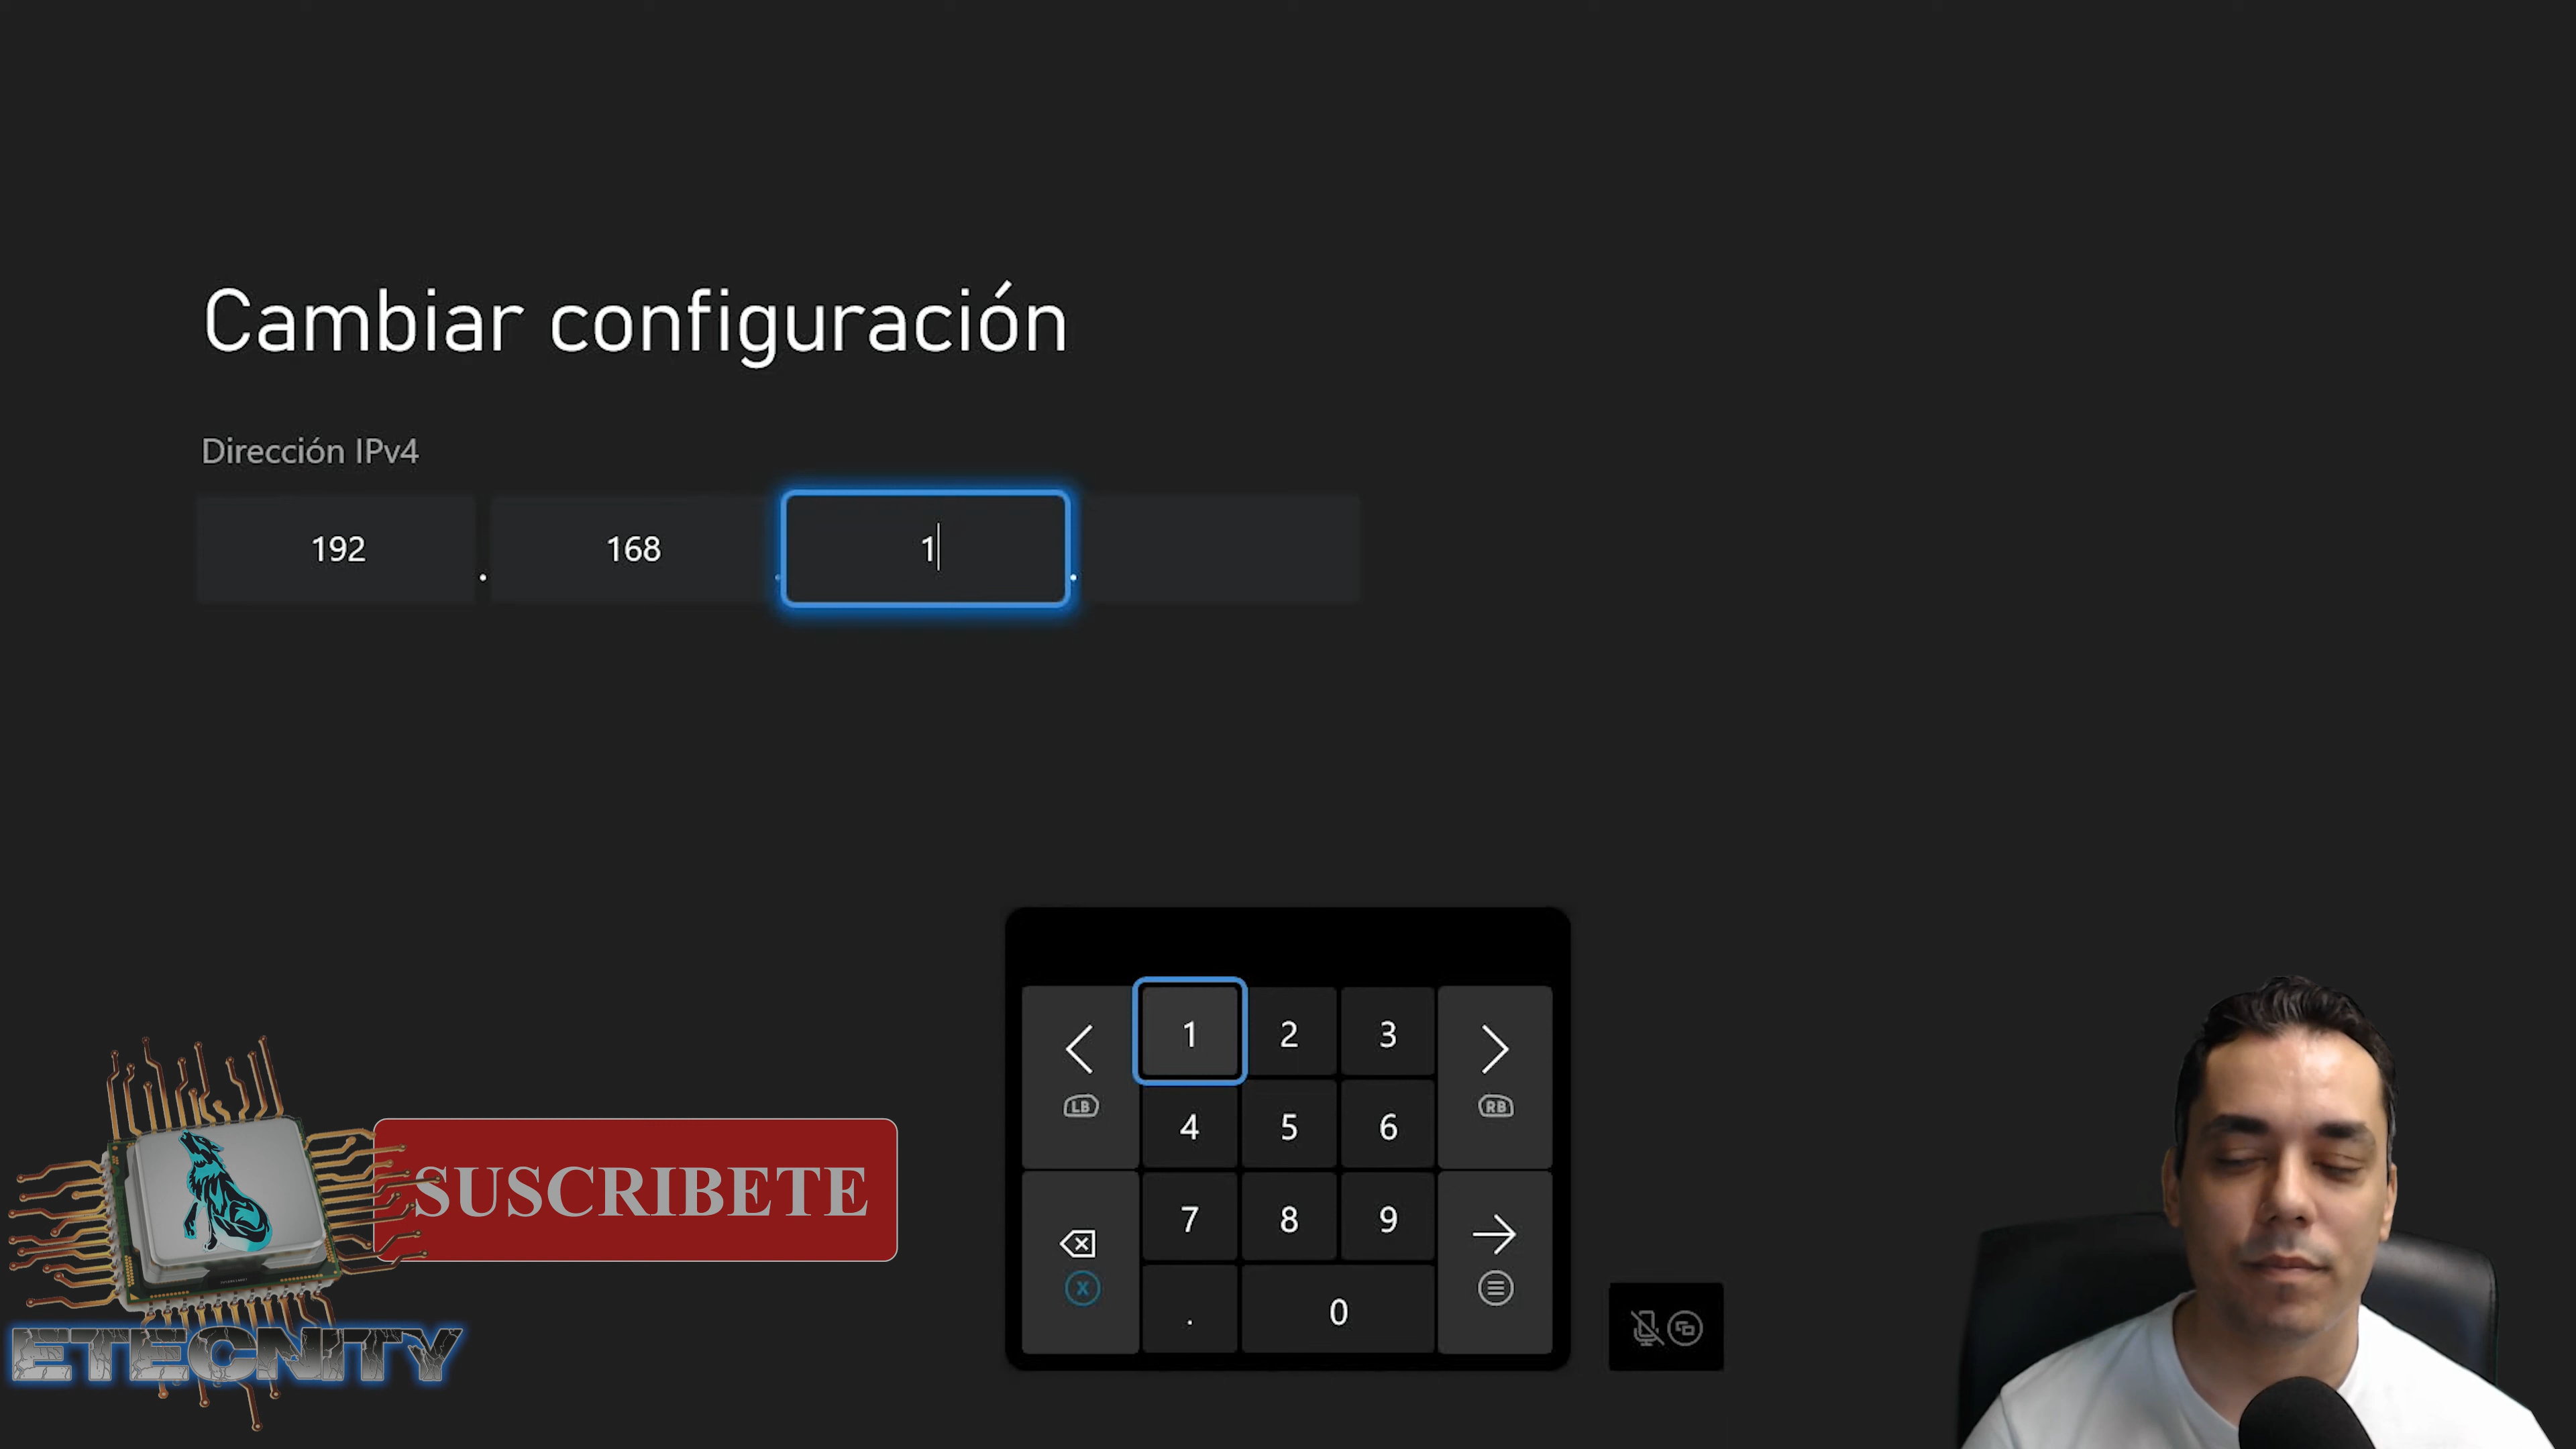 Cambiar configuración
Dirección IPv4
192 . 168 . 1 .
1 2 3
LB RB
4 5 6
7 8 9
X
. 0
SUSCRIBETE
ETECNITY